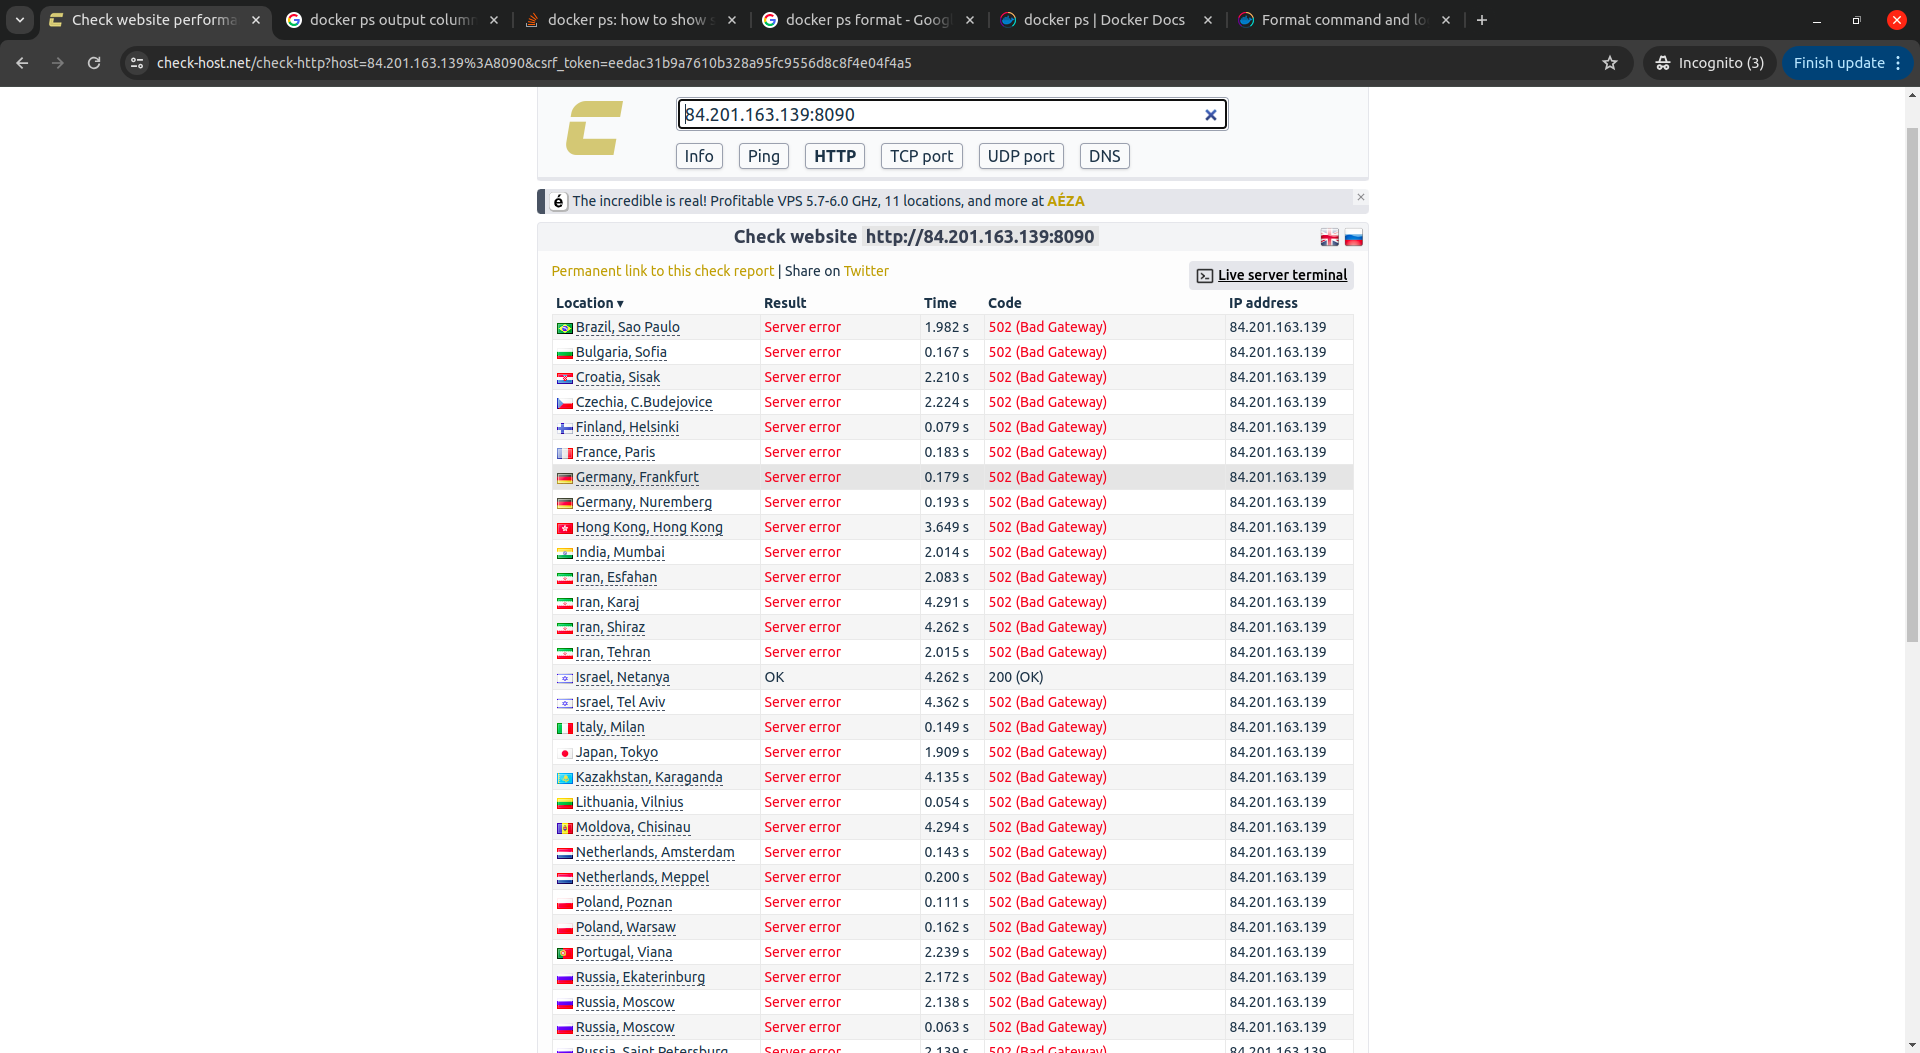 Check website performa
docker ps output colum
docker ps: how to show s
docker ps format - Goog
docker ps | Docker Docs
Format command and lo
check-host.net/check-http?host=84.201.163.139%3A8090&csrf_token=eedac31b9a7610b328a95fc9556d8c8f4e04f4a5
Incognito (3)
Finish update
84.201.163.139:8090
Info
Ping
HTTP
TCP port
UDP port
DNS
é The incredible is real! Profitable VPS 5.7-6.0 GHz, 11 locations, and more at AÉZA
Check website http://84.201.163.139:8090
Permanent link to this check report | Share on Twitter
Live server terminal
Location ▾ Result Time Code IP address
Brazil, Sao Paulo Server error 1.982 s 502 (Bad Gateway) 84.201.163.139
Bulgaria, Sofia Server error 0.167 s 502 (Bad Gateway) 84.201.163.139
Croatia, Sisak Server error 2.210 s 502 (Bad Gateway) 84.201.163.139
Czechia, C.Budejovice Server error 2.224 s 502 (Bad Gateway) 84.201.163.139
Finland, Helsinki Server error 0.079 s 502 (Bad Gateway) 84.201.163.139
France, Paris Server error 0.183 s 502 (Bad Gateway) 84.201.163.139
Germany, Frankfurt Server error 0.179 s 502 (Bad Gateway) 84.201.163.139
Germany, Nuremberg Server error 0.193 s 502 (Bad Gateway) 84.201.163.139
Hong Kong, Hong Kong Server error 3.649 s 502 (Bad Gateway) 84.201.163.139
India, Mumbai Server error 2.014 s 502 (Bad Gateway) 84.201.163.139
Iran, Esfahan Server error 2.083 s 502 (Bad Gateway) 84.201.163.139
Iran, Karaj Server error 4.291 s 502 (Bad Gateway) 84.201.163.139
Iran, Shiraz Server error 4.262 s 502 (Bad Gateway) 84.201.163.139
Iran, Tehran Server error 2.015 s 502 (Bad Gateway) 84.201.163.139
Israel, Netanya OK 4.262 s 200 (OK) 84.201.163.139
Israel, Tel Aviv Server error 4.362 s 502 (Bad Gateway) 84.201.163.139
Italy, Milan Server error 0.149 s 502 (Bad Gateway) 84.201.163.139
Japan, Tokyo Server error 1.909 s 502 (Bad Gateway) 84.201.163.139
Kazakhstan, Karaganda Server error 4.135 s 502 (Bad Gateway) 84.201.163.139
Lithuania, Vilnius Server error 0.054 s 502 (Bad Gateway) 84.201.163.139
Moldova, Chisinau Server error 4.294 s 502 (Bad Gateway) 84.201.163.139
Netherlands, Amsterdam Server error 0.143 s 502 (Bad Gateway) 84.201.163.139
Netherlands, Meppel Server error 0.200 s 502 (Bad Gateway) 84.201.163.139
Poland, Poznan Server error 0.111 s 502 (Bad Gateway) 84.201.163.139
Poland, Warsaw Server error 0.162 s 502 (Bad Gateway) 84.201.163.139
Portugal, Viana Server error 2.239 s 502 (Bad Gateway) 84.201.163.139
Russia, Ekaterinburg Server error 2.172 s 502 (Bad Gateway) 84.201.163.139
Russia, Moscow Server error 2.138 s 502 (Bad Gateway) 84.201.163.139
Russia, Moscow Server error 0.063 s 502 (Bad Gateway) 84.201.163.139
Russia, Saint Petersburg Server error 2.139 s 502 (Bad Gateway) 84.201.163.139